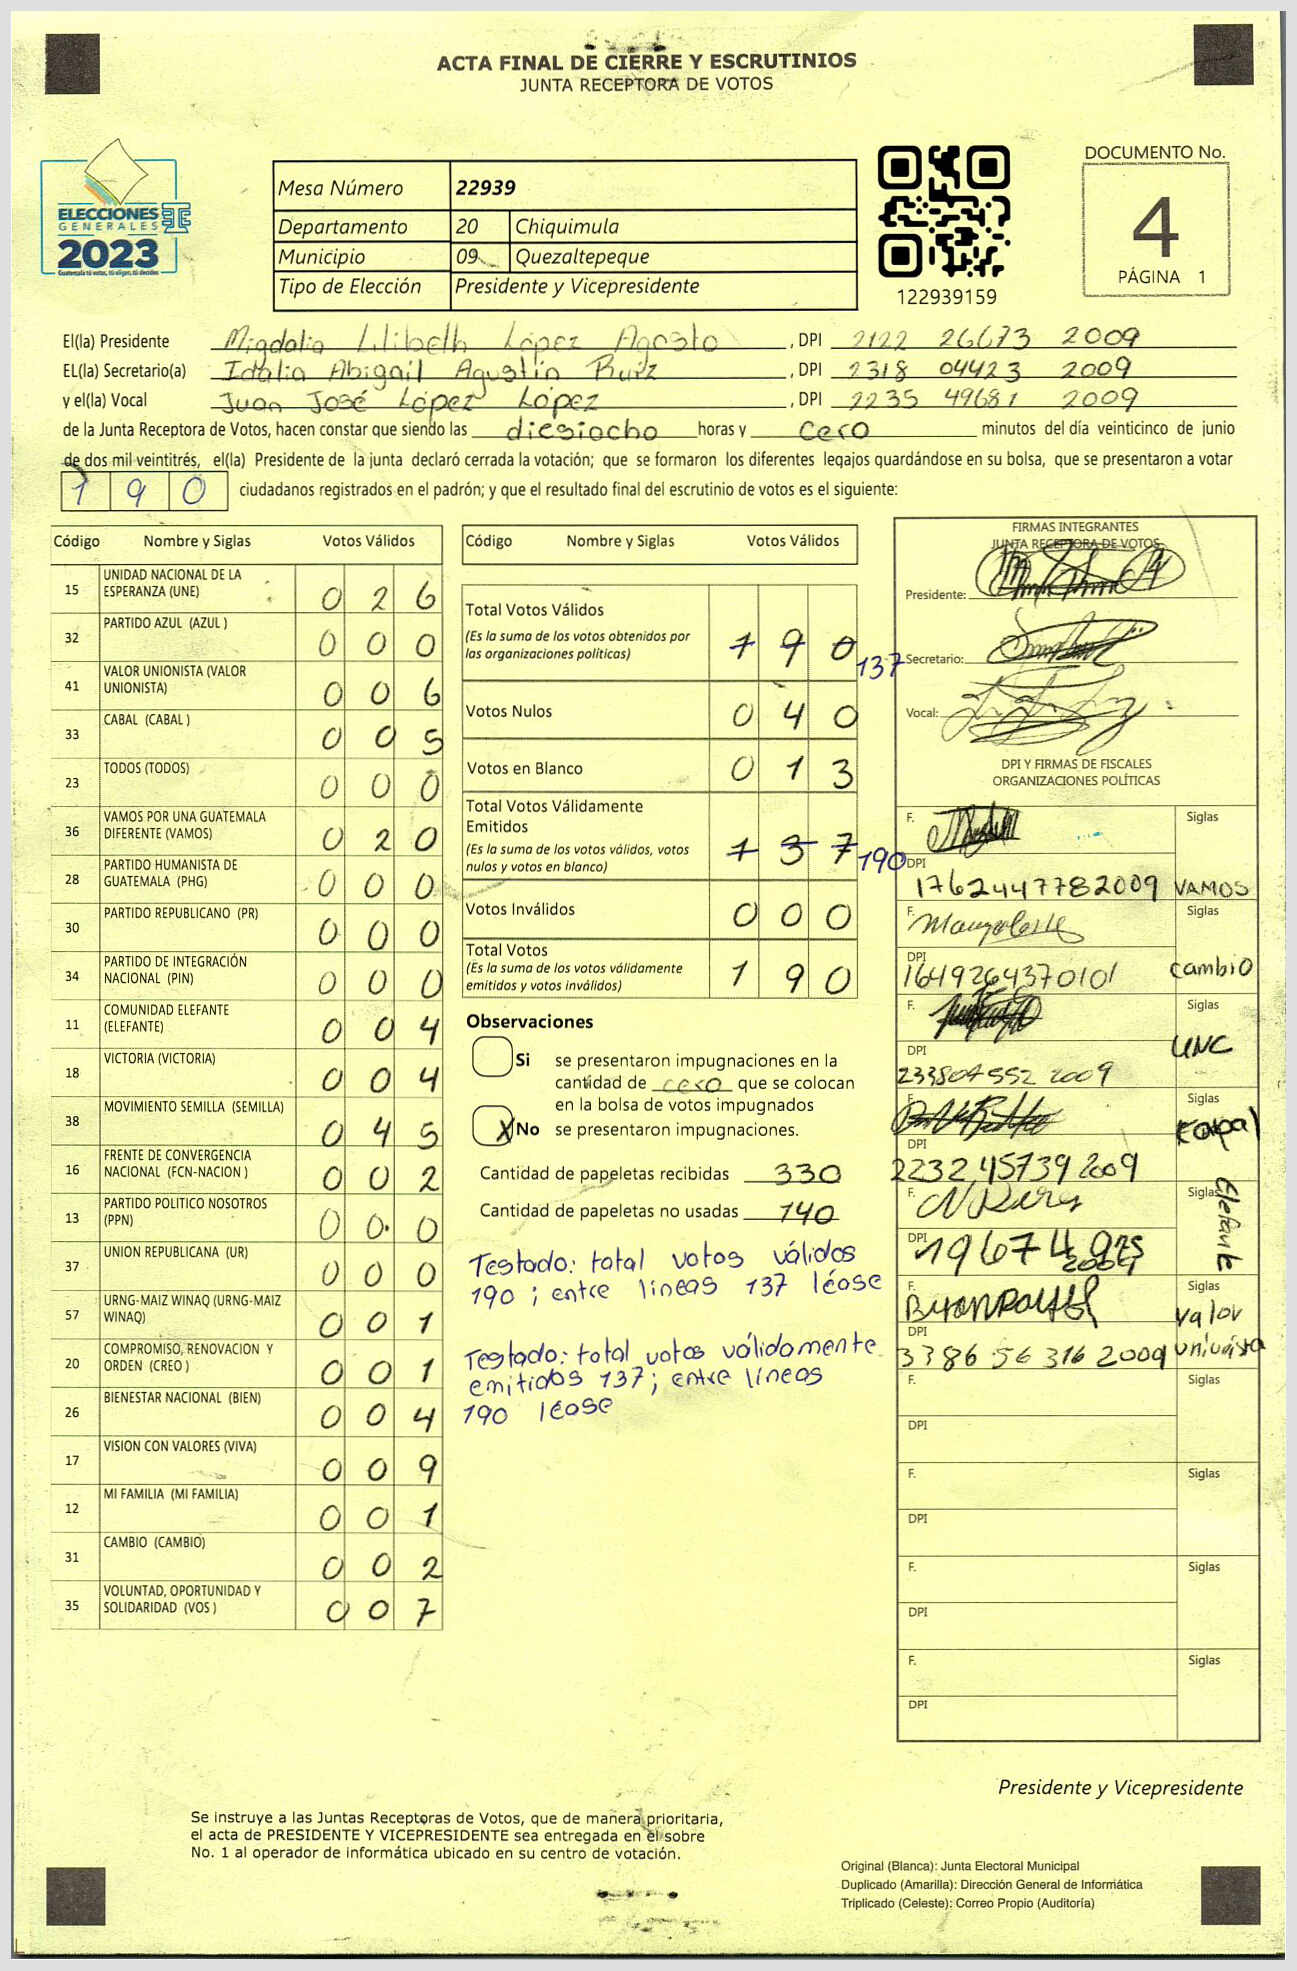 ACTA FINAL DE CIERRE Y ESCRUTINIOS
JUNTA RECEPTORA DE VOTOS
ELECCIONES
GENERALES
2023
Guatemala tú votas, tú eliges, tú decides
Mesa Número 22939
Departamento 20 Chiquimula
Municipio 09 Quezaltepeque
Tipo de Elección Presidente y Vicepresidente
122939159
DOCUMENTO No.
4
PÁGINA 1
El(la) Presidente Migdalia Lilibeth López Agosto , DPI 2122 26673 2009
EL(la) Secretario(a) Idalia Abigail Agustín Ruiz , DPI 2318 04423 2009
y el(la) Vocal Juan José López López , DPI 2235 49681 2009
de la Junta Receptora de Votos, hacen constar que siendo las diesiocho horas y cero minutos del día veinticinco de junio
de dos mil veintitrés, el(la) Presidente de la junta declaró cerrada la votación; que se formaron los diferentes legajos guardándose en su bolsa, que se presentaron a votar
190 ciudadanos registrados en el padrón; y que el resultado final del escrutinio de votos es el siguiente:
Código Nombre y Siglas Votos Válidos
15 UNIDAD NACIONAL DE LA
ESPERANZA (UNE) 0 2 6
32 PARTIDO AZUL (AZUL ) 0 0 0
41 VALOR UNIONISTA (VALOR
UNIONISTA) 0 0 6
33 CABAL (CABAL ) 0 0 5
23 TODOS (TODOS) 0 0 0
36 VAMOS POR UNA GUATEMALA
DIFERENTE (VAMOS) 0 2 0
28 PARTIDO HUMANISTA DE
GUATEMALA (PHG) 0 0 0
30 PARTIDO REPUBLICANO (PR) 0 0 0
34 PARTIDO DE INTEGRACIÓN
NACIONAL (PIN) 0 0 0
11 COMUNIDAD ELEFANTE
(ELEFANTE) 0 0 4
18 VICTORIA (VICTORIA) 0 0 4
38 MOVIMIENTO SEMILLA (SEMILLA) 0 4 5
16 FRENTE DE CONVERGENCIA
NACIONAL (FCN-NACION ) 0 0 2
13 PARTIDO POLITICO NOSOTROS
(PPN) 0 0 0
37 UNION REPUBLICANA (UR) 0 0 0
57 URNG-MAIZ WINAQ (URNG-MAIZ
WINAQ) 0 0 1
20 COMPROMISO, RENOVACION Y
ORDEN (CREO ) 0 0 1
26 BIENESTAR NACIONAL (BIEN) 0 0 4
17 VISION CON VALORES (VIVA) 0 0 9
12 MI FAMILIA (MI FAMILIA) 0 0 1
31 CAMBIO (CAMBIO) 0 0 2
35 VOLUNTAD, OPORTUNIDAD Y
SOLIDARIDAD (VOS ) 0 0 7
Código Nombre y Siglas Votos Válidos
Total Votos Válidos
(Es la suma de los votos obtenidos por
las organizaciones políticas) 1 9 0 137
Votos Nulos 0 4 0
Votos en Blanco 0 1 3
Total Votos Válidamente
Emitidos
(Es la suma de los votos válidos, votos
nulos y votos en blanco) 1 3 7 190
Votos Inválidos 0 0 0
Total Votos
(Es la suma de los votos válidamente
emitidos y votos inválidos) 1 9 0
Observaciones
Si se presentaron impugnaciones en la
cantidad de cero que se colocan
en la bolsa de votos impugnados
X No se presentaron impugnaciones.
Cantidad de papeletas recibidas 330
Cantidad de papeletas no usadas 140
Testado: total votos válidos
190 ; entre líneas 137 léase
Testado: total votos válidamente
emitidos 137; entre líneas
190 léase
FIRMAS INTEGRANTES
JUNTA RECEPTORA DE VOTOS
Presidente:
Secretario:
Vocal:
DPI Y FIRMAS DE FISCALES
ORGANIZACIONES POLÍTICAS
F. Siglas
DPI
1762447782009 VAMOS
F. Siglas
DPI
1649264370101 cambio
F. Siglas
DPI UNC
233804552 2009
F. Siglas
DPI
2232 45739 2009
F. Siglas
Elefante
DPI
19674 2009
F. Siglas
valor
DPI
3386 56 316 2009 unionista
F. Siglas
DPI
F. Siglas
DPI
F. Siglas
DPI
F. Siglas
DPI
Presidente y Vicepresidente
Se instruye a las Juntas Receptoras de Votos, que de manera prioritaria,
el acta de PRESIDENTE Y VICEPRESIDENTE sea entregada en el sobre
No. 1 al operador de informática ubicado en su centro de votación.
Original (Blanca): Junta Electoral Municipal
Duplicado (Amarilla): Dirección General de Informática
Triplicado (Celeste): Correo Propio (Auditoría)